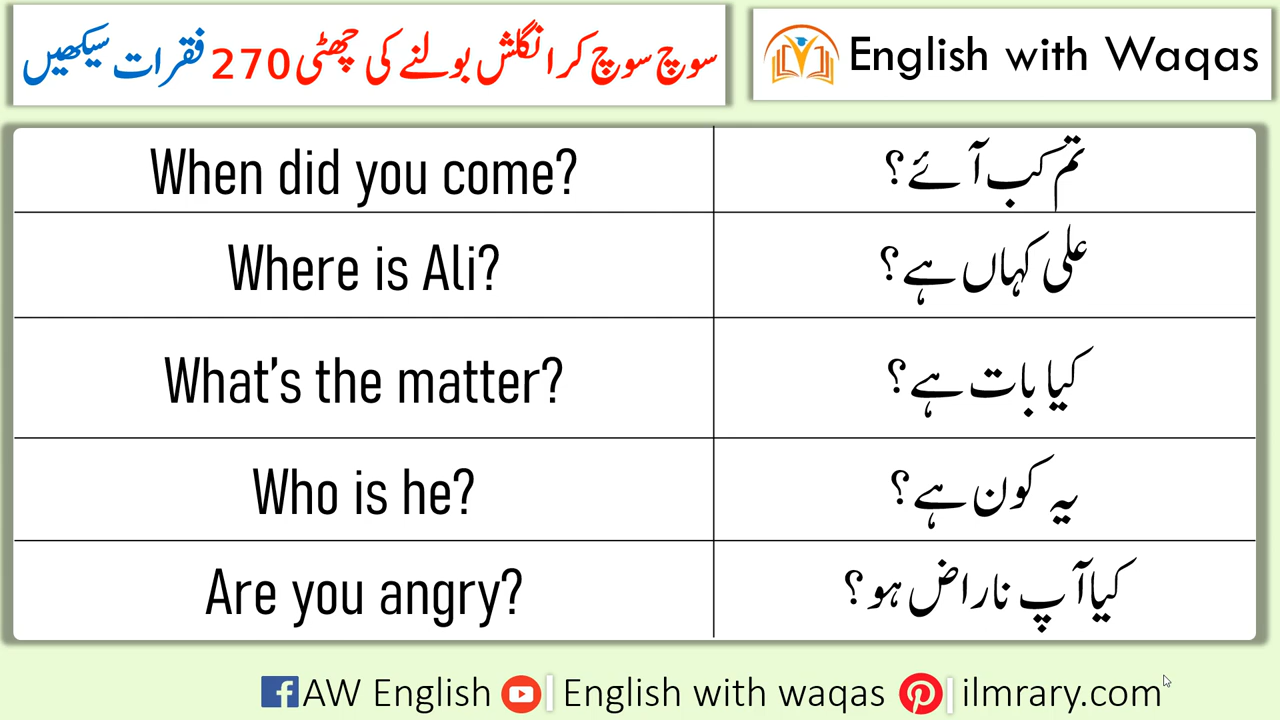 سوچ سوچ کر انگلش بولنے کی چھٹی 270 فقرات سیکھیں
English with Waqas
When did you come?
تم کب آئے ؟
Where is Ali?
علی کہاں ہے ؟
What's the matter?
کیا بات ہے ؟
Who is he?
یہ کون ہے ؟
Are you angry?
کیا آپ ناراض ہو ؟
AW English | English with waqas | ilmrary.com